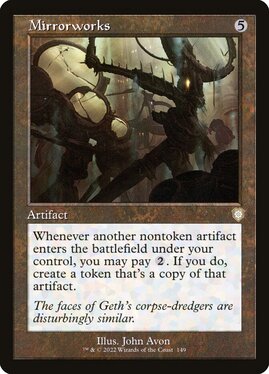 Mirrorworks 5
Artifact
Whenever another nontoken artifact
enters the battlefield under your
control, you may pay 2. If you do,
create a token that's a copy of that
artifact.
The faces of Geth's corpse-dredgers are
disturbingly similar.
Illus. John Avon
™ & © 2022 Wizards of the Coast 149